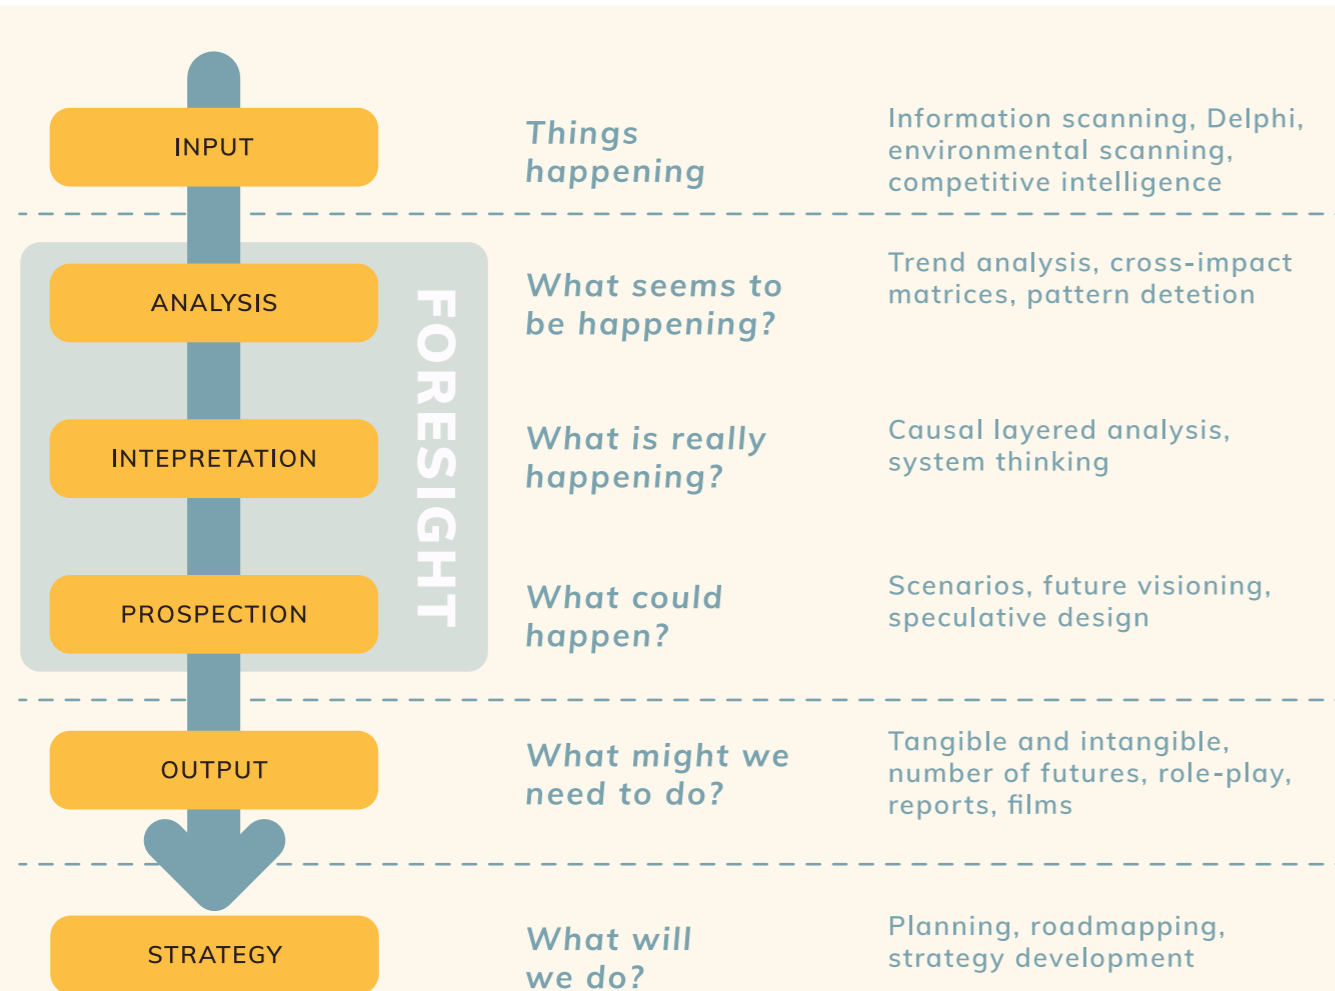 INPUT
Things
happening
Information scanning, Delphi,
environmental scanning,
competitive intelligence
FORESIGHT
ANALYSIS
What seems to
be happening?
Trend analysis, cross-impact
matrices, pattern detetion
INTEPRETATION
What is really
happening?
Causal layered analysis,
system thinking
PROSPECTION
What could
happen?
Scenarios, future visioning,
speculative design
OUTPUT
What might we
need to do?
Tangible and intangible,
number of futures, role-play,
reports, films
STRATEGY
What will
we do?
Planning, roadmapping,
strategy development